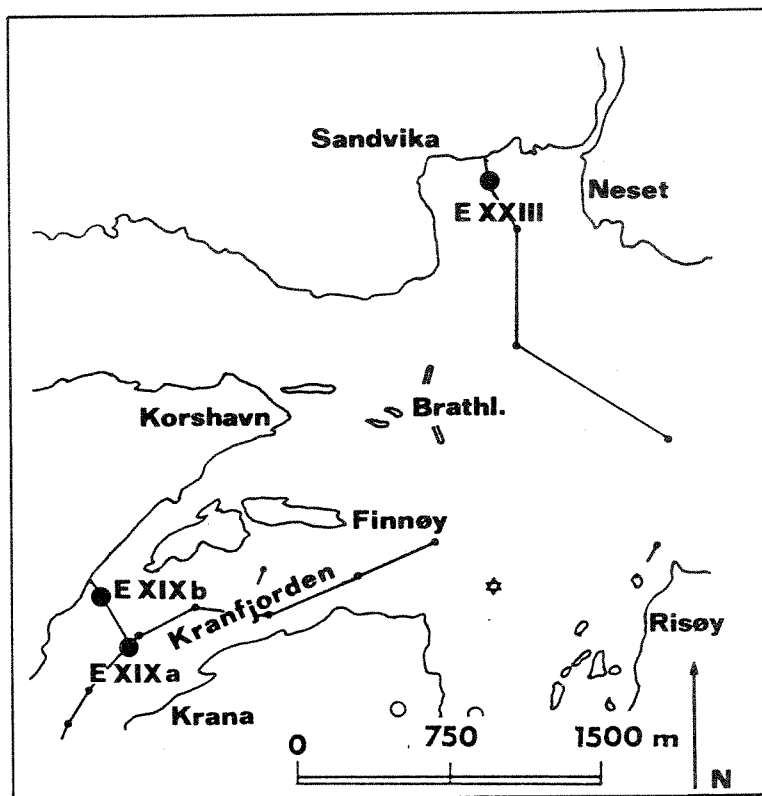 Sandvika
Neset
E XXIII
Korshavn
Brathl.
Finnøy
E XIXb
Kranfjorden
E XIXa
Risøy
Krana
0 750 1500 m
N